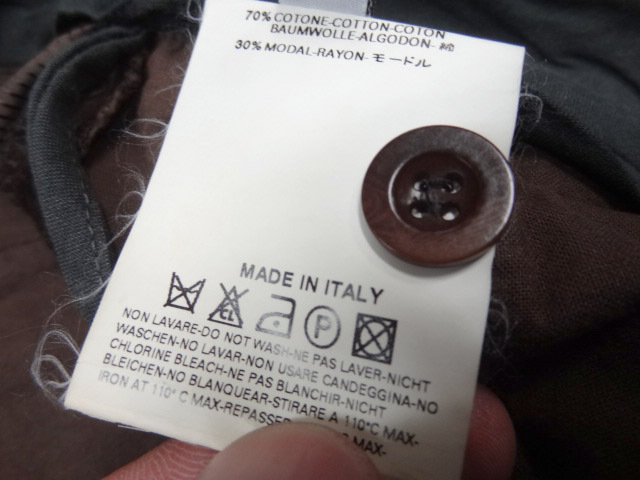 70% COTONE-COTTON-COTON
BAUMWOLLE-ALGODON-綿
30% MODAL-RAYON-モードル
MADE IN ITALY
CL P
NON LAVARE-DO NOT WASH-NE PAS LAVER-NICHT
WASCHEN-NO LAVAR-NON USARE CANDEGGINA-NO
CHLORINE BLEACH-NE PAS BLANCHIR-NICHT
BLEICHEN-NO BLANQUEAR-STIRARE A 110°C MAX-
IRON AT 110°C MAX-REPASSER MAX-